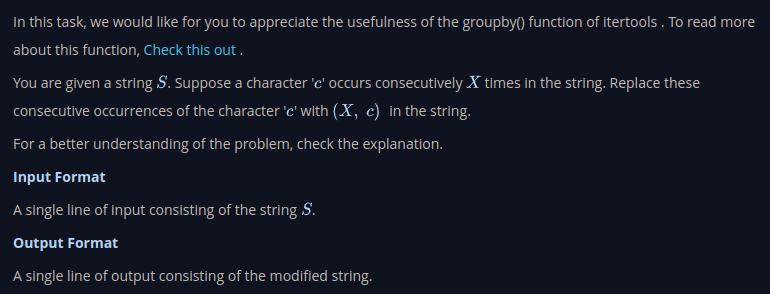 In this task, we would like for you to appreciate the usefulness of the groupby() function of itertools . To read more
about this function, Check this out .
You are given a string S. Suppose a character 'c' occurs consecutively X times in the string. Replace these
consecutive occurrences of the character 'c' with (X, c) in the string.
For a better understanding of the problem, check the explanation.
Input Format
A single line of input consisting of the string S.
Output Format
A single line of output consisting of the modified string.